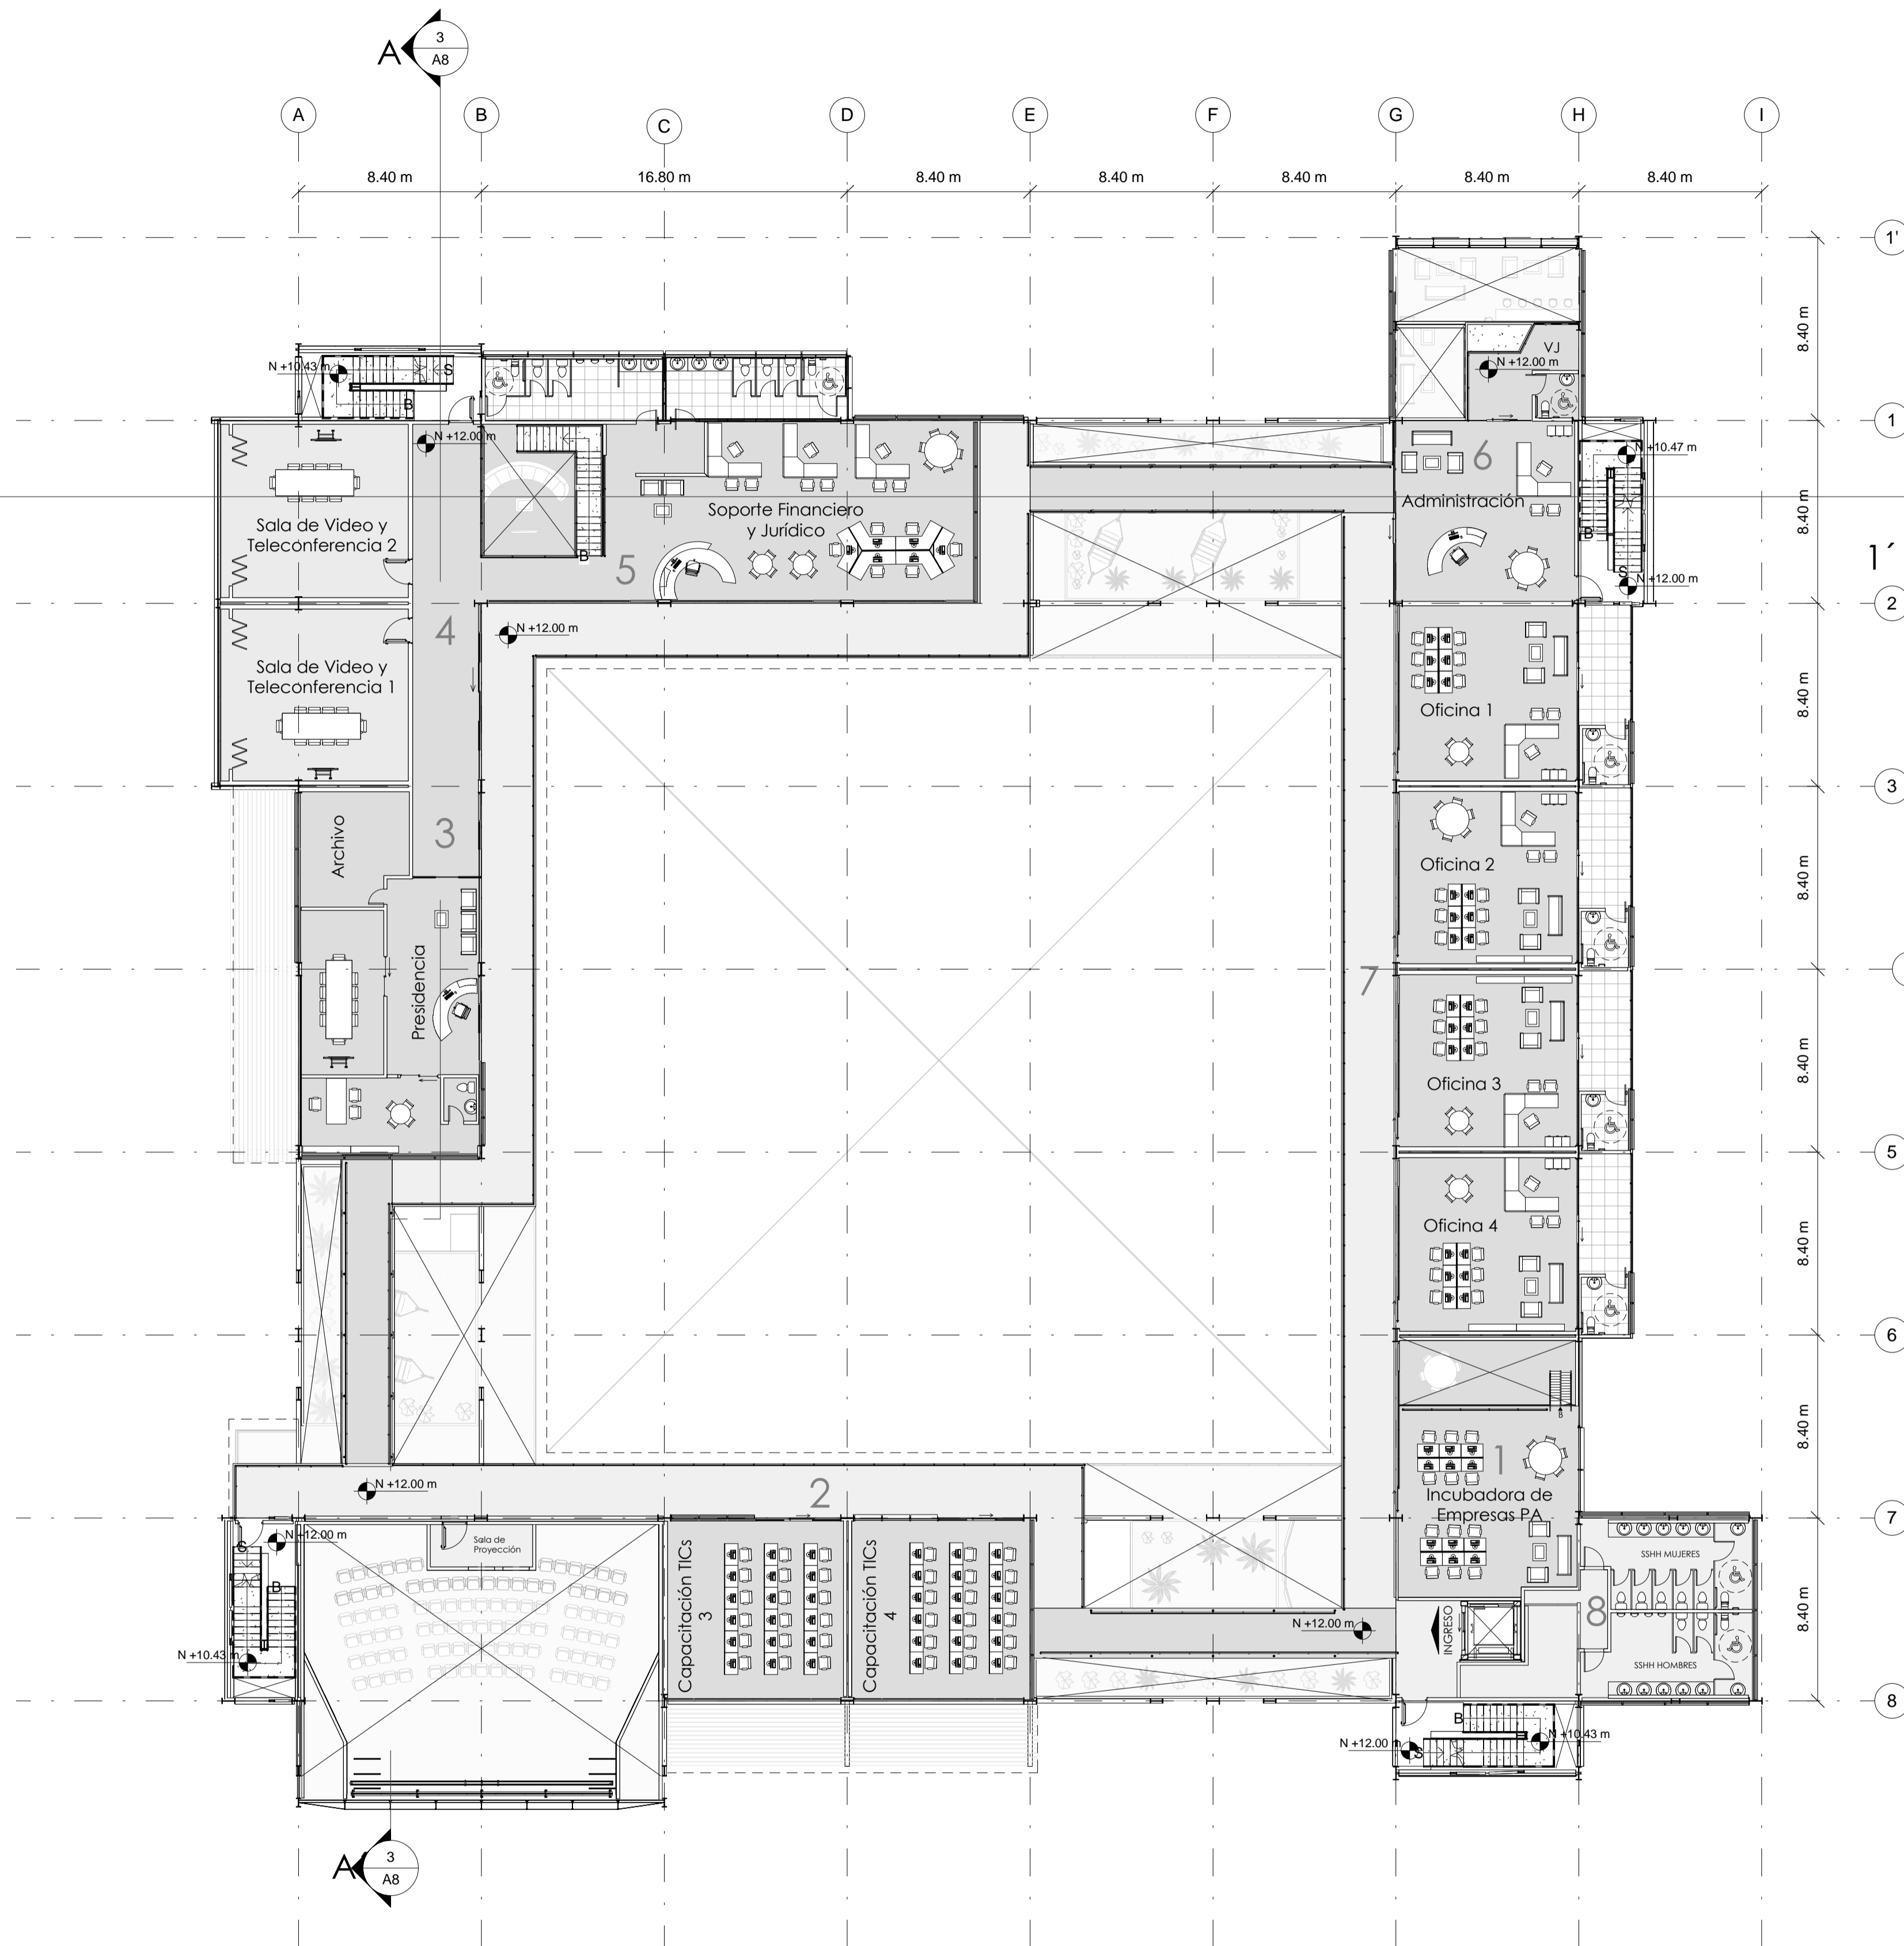 A
3
A8
A
B
C
D
E
F
G
H
I
8.40 m
16.80 m
8.40 m
8.40 m
8.40 m
8.40 m
8.40 m
1'
8.40 m
VJ
N +12.00 m
N +10.43 m
S
B
1
N +12.00 m
6
N +10.47 m
Administración
8.40 m
Sala de Video y
Teleconferencia 2
Soporte Financiero
y Jurídico
B
B
1´
5
S
N +12.00 m
2
4
N +12.00 m
Sala de Video y
Teleconferencia 1
8.40 m
Oficina 1
3
Archivo
3
Oficina 2
8.40 m
Presidencia
7
Oficina 3
8.40 m
5
Oficina 4
8.40 m
6
B
8.40 m
1
Incubadora de
Empresas PA
N +12.00 m
2
7
S
N +12.00 m
Sala de
Proyección
SSHH MUJERES
B
Capacitación TICs
3
Capacitación TICs
4
8
8.40 m
N +12.00 m
INGRESO
N +10.43 m
SSHH HOMBRES
8
B
N +12.00 m
S
N +10.43 m
A
3
A8